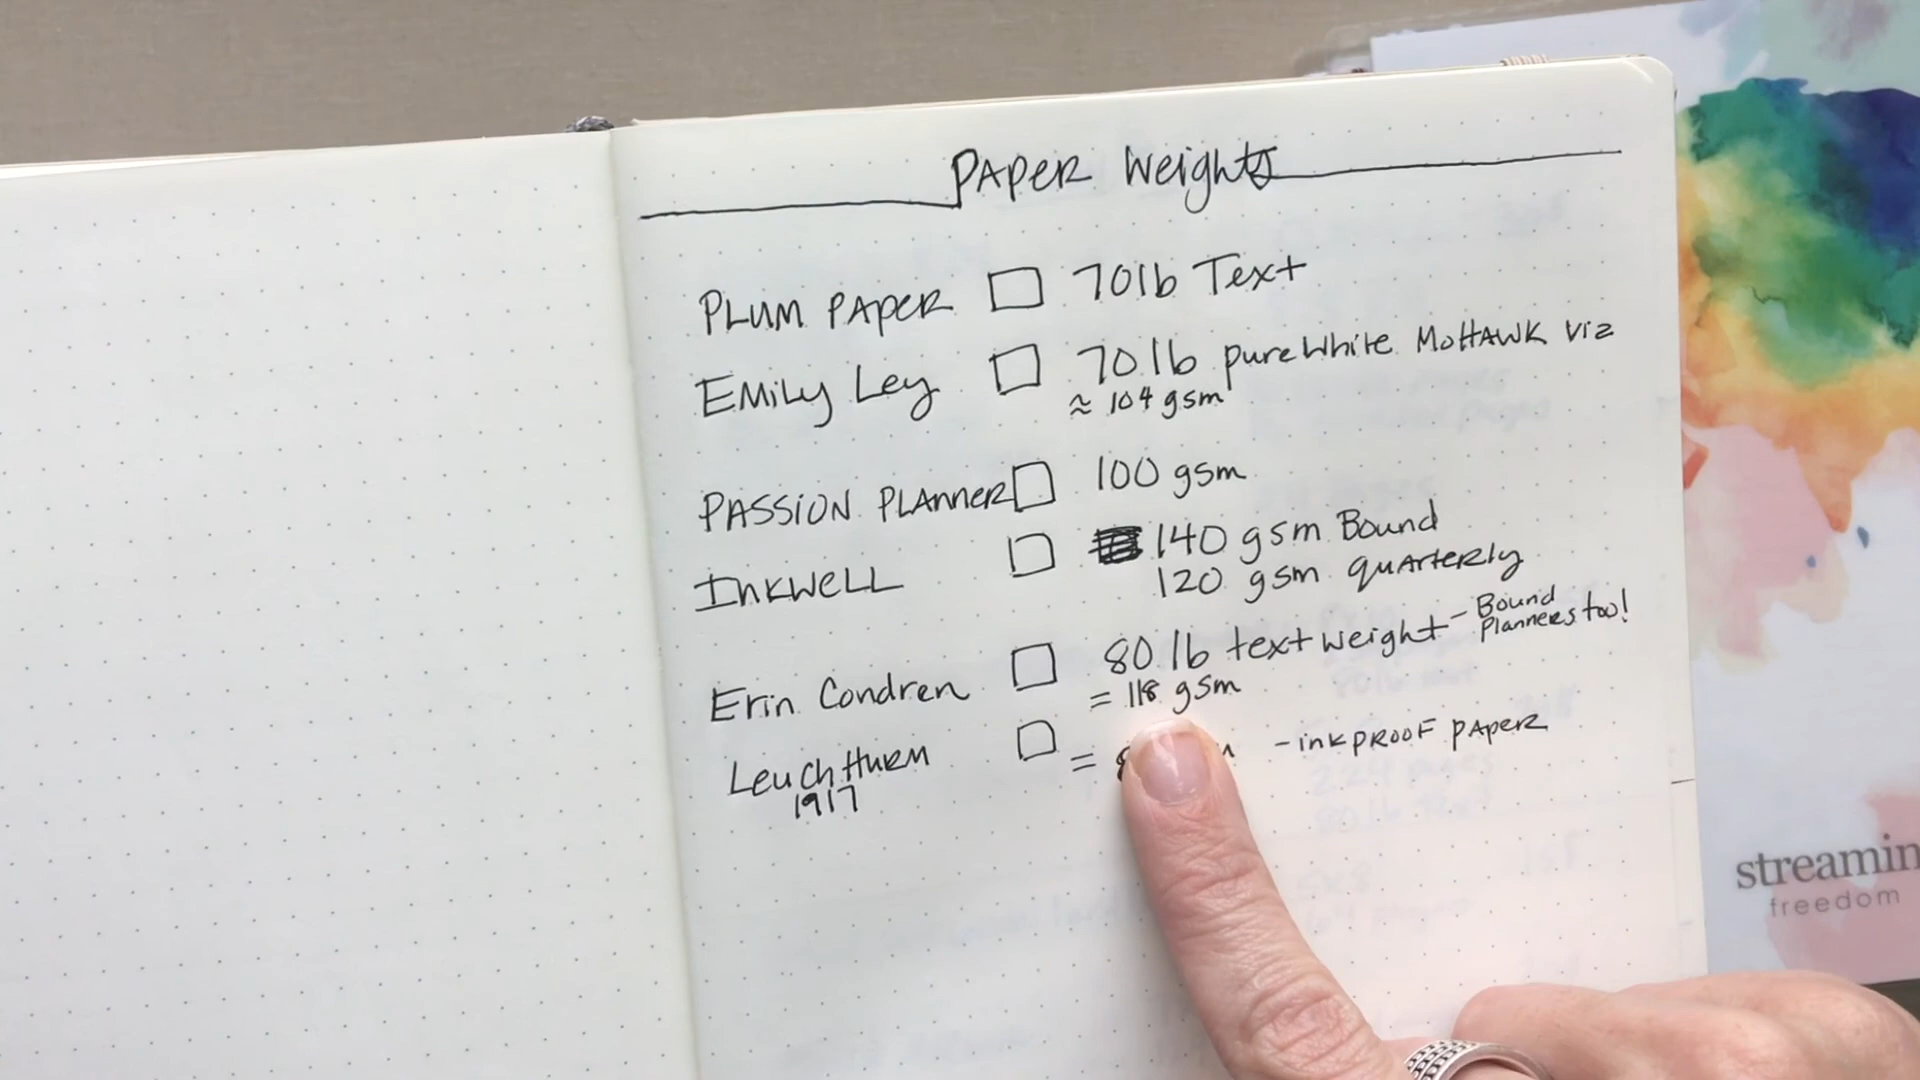 PAPER Weights
PLUM PAPER 70lb Text
EMily Ley 70lb pureWhite MOHAWK Viz
≈ 104 gsm
PASSION PLAnneR 100 gsm
InkWeLL 140 gsm Bound
120 gsm quARTERly
Erin Condren 80 lb text weight - Bound Planners too!
= 118 gsm
LeuchtturM = - inkpROOF PAPER
1917
streamin
freedom